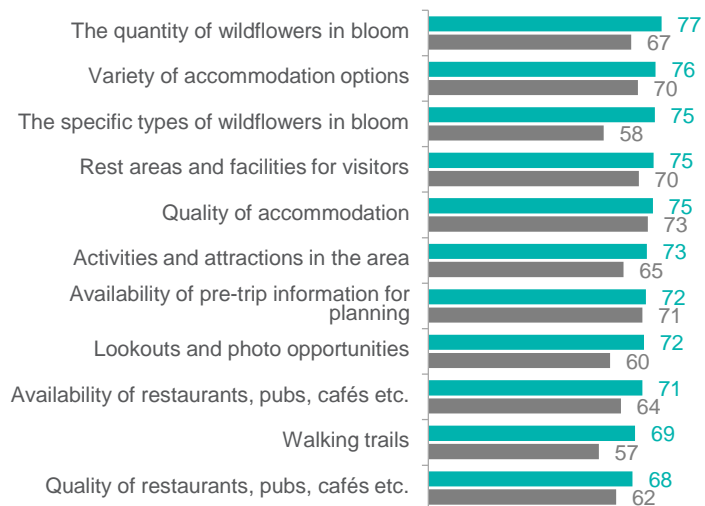 The quantity of wildflowers in bloom
77
67
Variety of accommodation options
76
70
The specific types of wildflowers in bloom
75
58
Rest areas and facilities for visitors
75
70
Quality of accommodation
75
73
Activities and attractions in the area
73
65
Availability of pre-trip information for
planning
72
71
Lookouts and photo opportunities
72
60
Availability of restaurants, pubs, cafés etc.
71
64
Walking trails
69
57
Quality of restaurants, pubs, cafés etc.
68
62